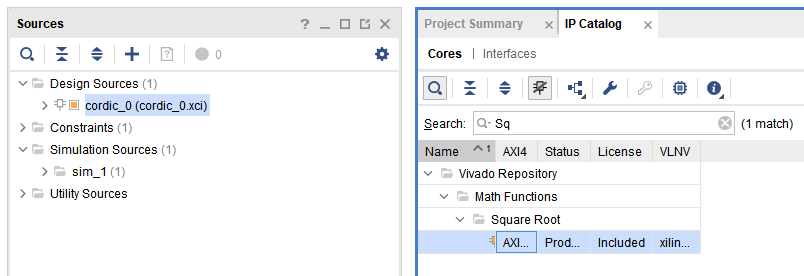 Sources
? _
0
Design Sources (1)
cordic_0 (cordic_0.xci)
Constraints
Simulation Sources (1)
sim_1 (1)
Utility Sources
Project Summary
IP Catalog
Cores | Interfaces
Search: Sq (1 match)
Name 1 AXI4 Status License VLNV
Vivado Repository
Math Functions
Square Root
AXI... Prod... Included xilin...